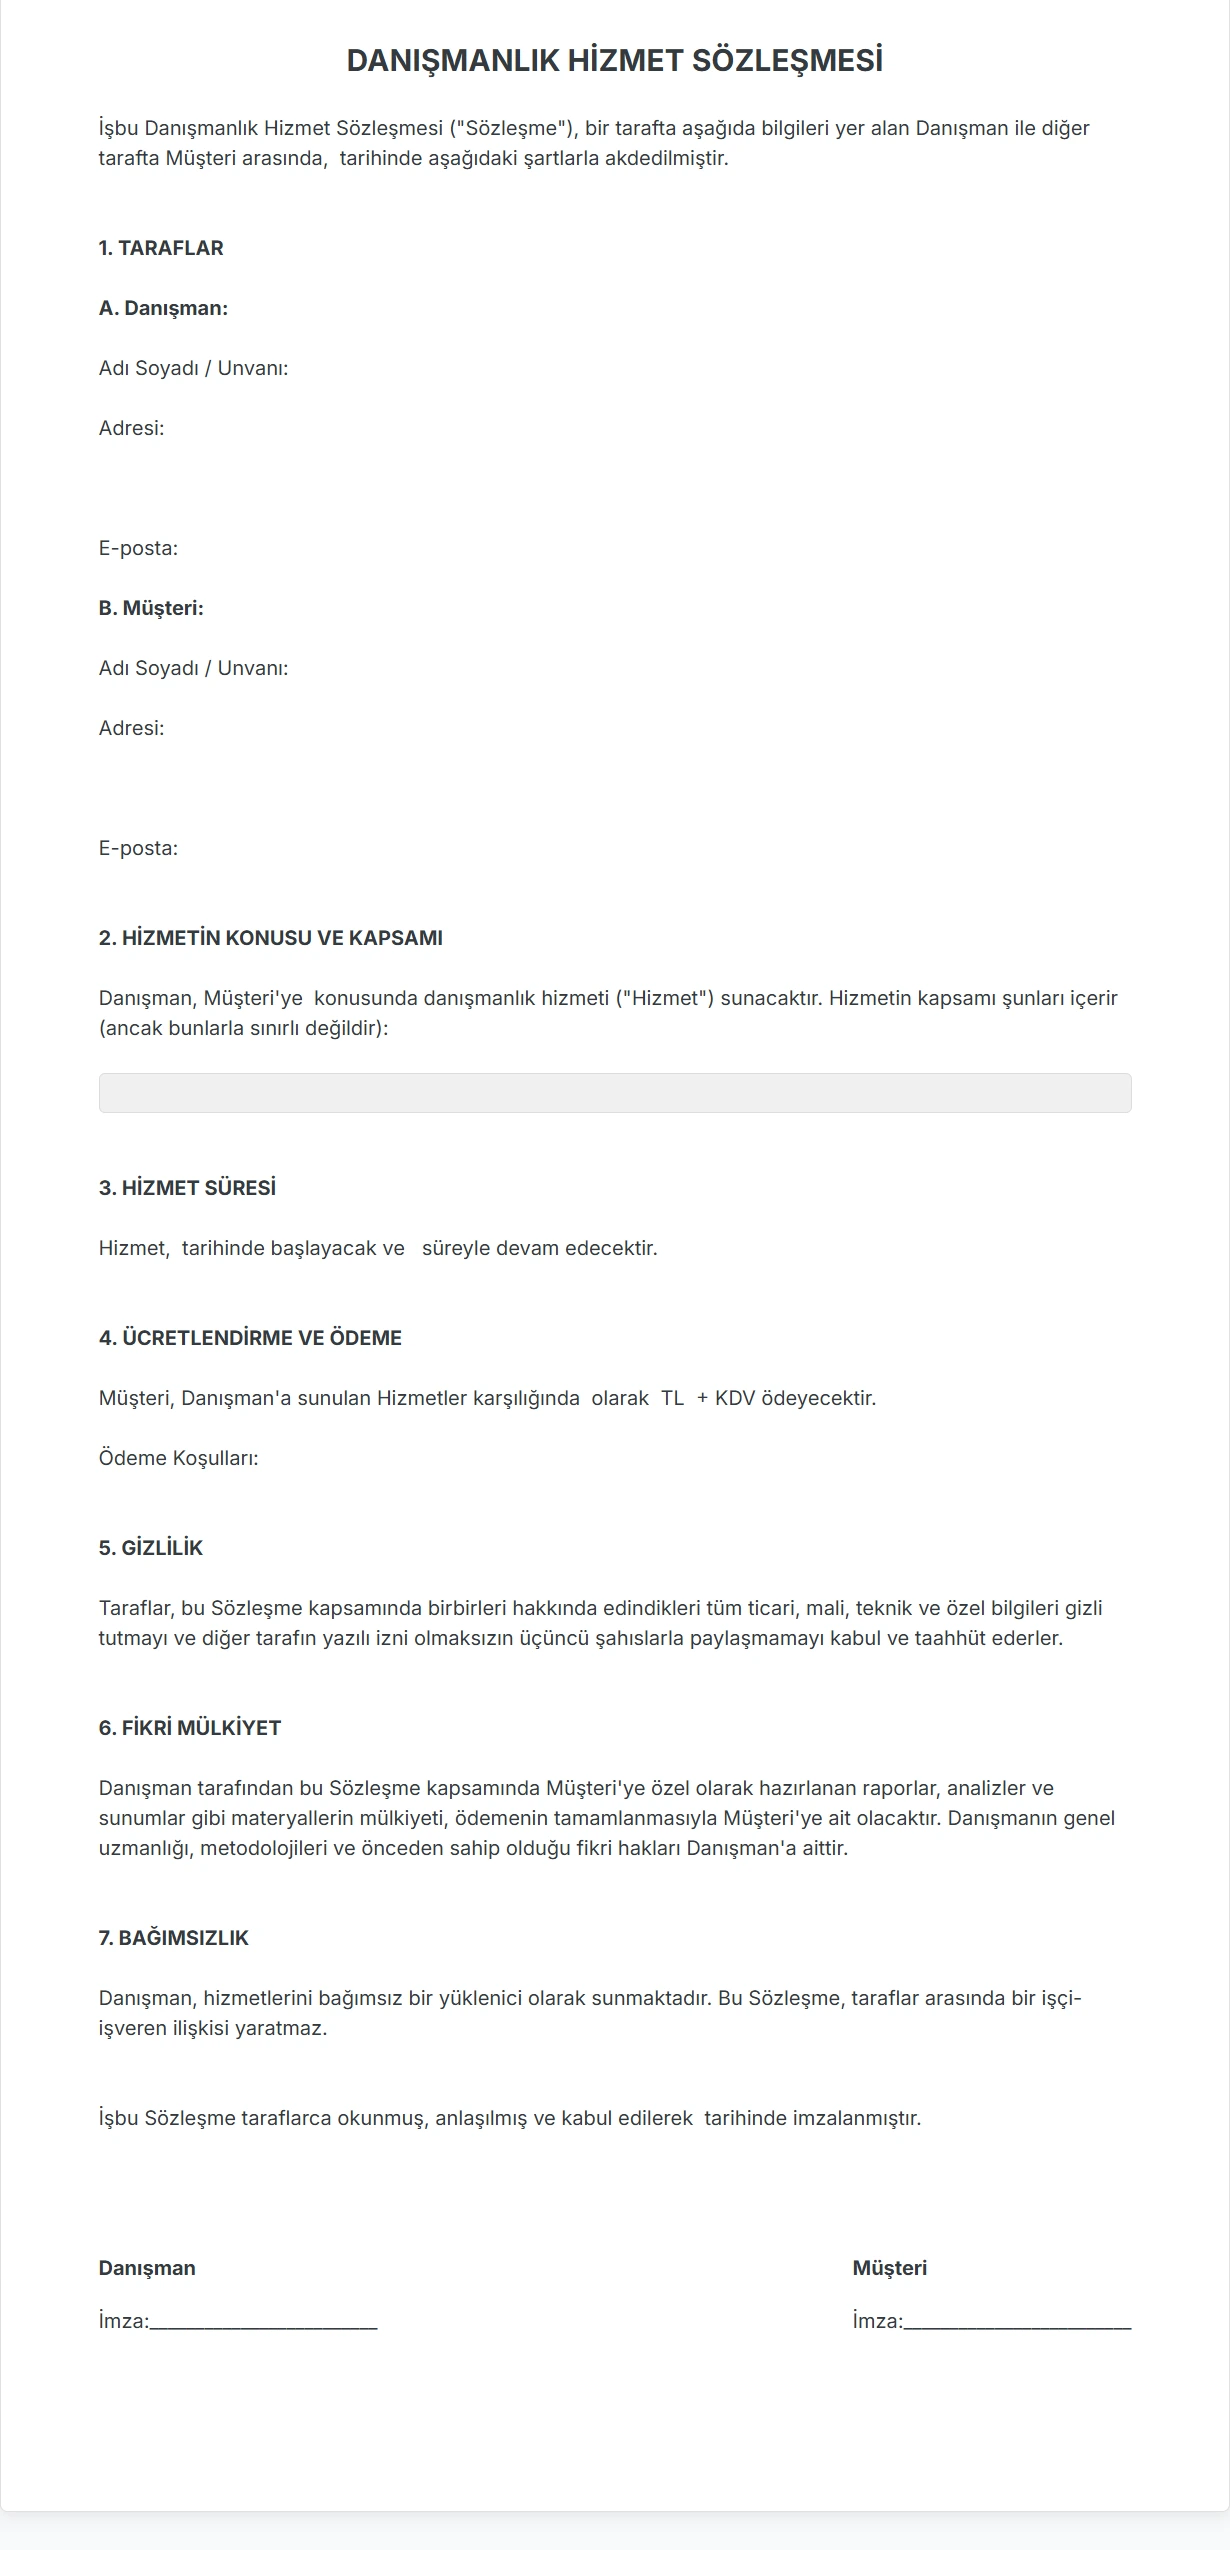 DANIŞMANLIK HİZMET SÖZLEŞMESİ
İşbu Danışmanlık Hizmet Sözleşmesi ("Sözleşme"), bir tarafta aşağıda bilgileri yer alan Danışman ile diğer
tarafta Müşteri arasında,  tarihinde aşağıdaki şartlarla akdedilmiştir.
1. TARAFLAR
A. Danışman:
Adı Soyadı / Unvanı:
Adresi:
E-posta:
B. Müşteri:
Adı Soyadı / Unvanı:
Adresi:
E-posta:
2. HİZMETİN KONUSU VE KAPSAMI
Danışman, Müşteri'ye  konusunda danışmanlık hizmeti ("Hizmet") sunacaktır. Hizmetin kapsamı şunları içerir
(ancak bunlarla sınırlı değildir):
3. HİZMET SÜRESİ
Hizmet,  tarihinde başlayacak ve   süreyle devam edecektir.
4. ÜCRETLENDİRME VE ÖDEME
Müşteri, Danışman'a sunulan Hizmetler karşılığında  olarak  TL  + KDV ödeyecektir.
Ödeme Koşulları:
5. GİZLİLİK
Taraflar, bu Sözleşme kapsamında birbirleri hakkında edindikleri tüm ticari, mali, teknik ve özel bilgileri gizli
tutmayı ve diğer tarafın yazılı izni olmaksızın üçüncü şahıslarla paylaşmamayı kabul ve taahhüt ederler.
6. FİKRİ MÜLKİYET
Danışman tarafından bu Sözleşme kapsamında Müşteri'ye özel olarak hazırlanan raporlar, analizler ve
sunumlar gibi materyallerin mülkiyeti, ödemenin tamamlanmasıyla Müşteri'ye ait olacaktır. Danışmanın genel
uzmanlığı, metodolojileri ve önceden sahip olduğu fikri hakları Danışman'a aittir.
7. BAĞIMSIZLIK
Danışman, hizmetlerini bağımsız bir yüklenici olarak sunmaktadır. Bu Sözleşme, taraflar arasında bir işçi-
işveren ilişkisi yaratmaz.
İşbu Sözleşme taraflarca okunmuş, anlaşılmış ve kabul edilerek  tarihinde imzalanmıştır.
Danışman
İmza:_________________________
Müşteri
İmza:_________________________